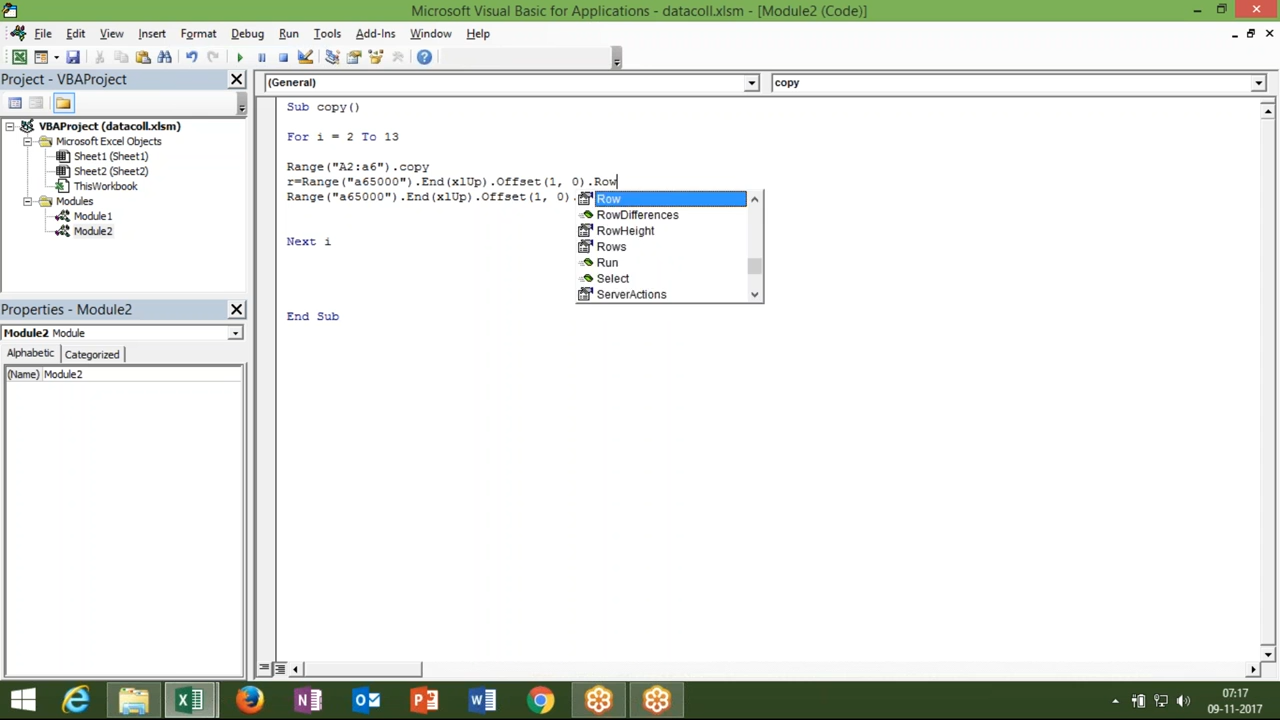 Microsoft Visual Basic for Applications - datacoll.xlsm - [Module2 (Code)]
File Edit View Insert Format Debug Run Tools Add-Ins Window Help
Project - VBAProject
(General)
copy
VBAProject (datacoll.xlsm)
Microsoft Excel Objects
Sheet1 (Sheet1)
Sheet2 (Sheet2)
ThisWorkbook
Modules
Module1
Module2
Properties - Module2
Module2 Module
Alphabetic Categorized
(Name) Module2
Sub copy()
For i = 2 To 13
Range("A2:a6").copy
r=Range("a65000").End(xlUp).Offset(1, 0).Row
Range("a65000").End(xlUp).Offset(1, 0).
Row
RowDifferences
RowHeight
Rows
Run
Select
ServerActions
Next i
End Sub
07:17
09-11-2017